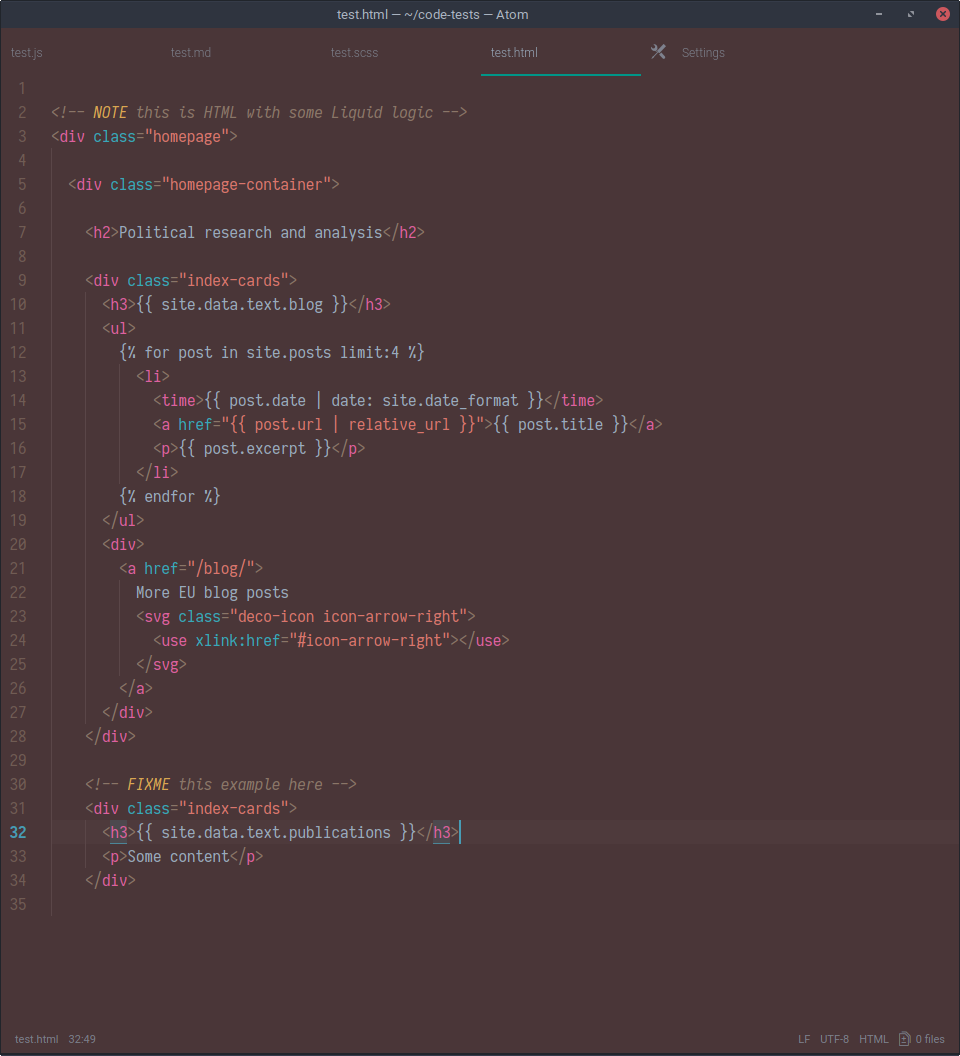 test.html — ~/code-tests — Atom
test.js test.md test.scss test.html Settings
1
2 <!-- NOTE this is HTML with some Liquid logic -->
3 <div class="homepage">
4
5 <div class="homepage-container">
6
7 <h2>Political research and analysis</h2>
8
9 <div class="index-cards">
10 <h3>{{ site.data.text.blog }}</h3>
11 <ul>
12 {% for post in site.posts limit:4 %}
13 <li>
14 <time>{{ post.date | date: site.date_format }}</time>
15 <a href="{{ post.url | relative_url }}">{{ post.title }}</a>
16 <p>{{ post.excerpt }}</p>
17 </li>
18 {% endfor %}
19 </ul>
20 <div>
21 <a href="/blog/">
22 More EU blog posts
23 <svg class="deco-icon icon-arrow-right">
24 <use xlink:href="#icon-arrow-right"></use>
25 </svg>
26 </a>
27 </div>
28 </div>
29
30 <!-- FIXME this example here -->
31 <div class="index-cards">
32 <h3>{{ site.data.text.publications }}</h3>
33 <p>Some content</p>
34 </div>
35
test.html 32:49 LF UTF-8 HTML 0 files